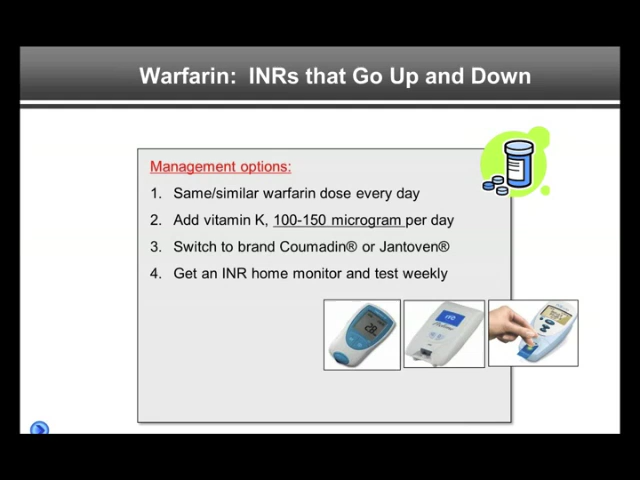 Warfarin:  INRs that Go Up and Down
Management options:
1. Same/similar warfarin dose every day
2. Add vitamin K, 100-150 microgram per day
3. Switch to brand Coumadin® or Jantoven®
4. Get an INR home monitor and test weekly